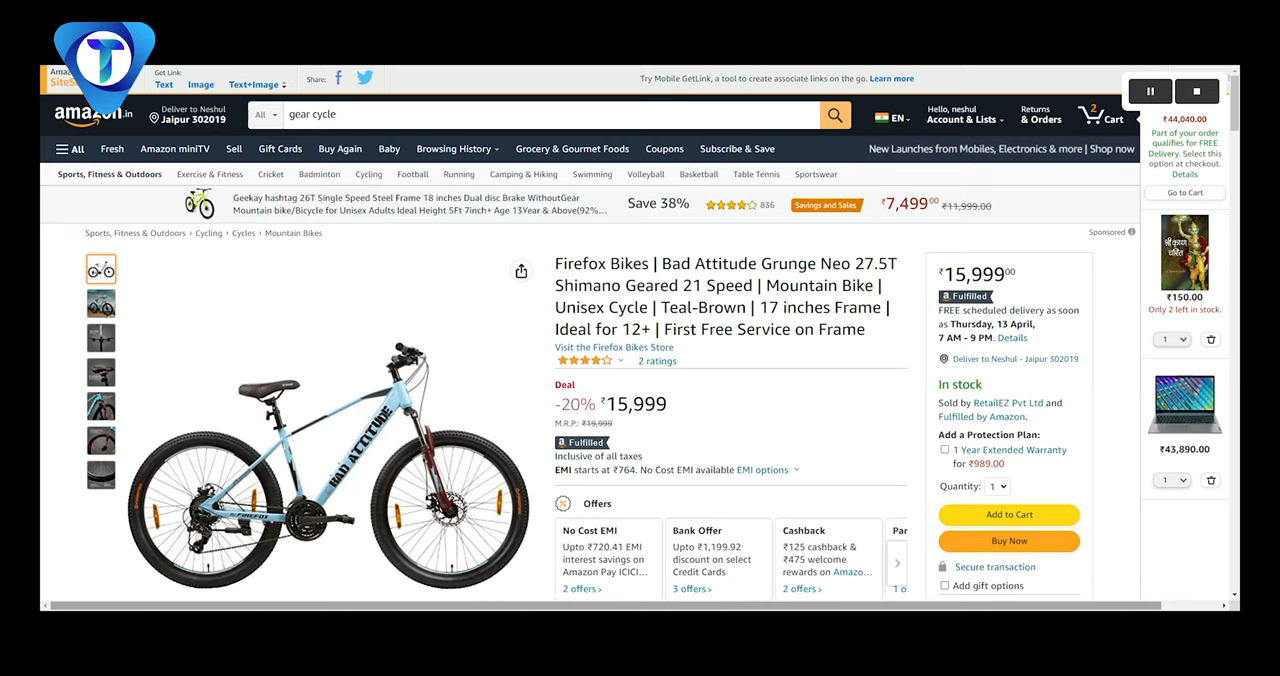 T
Amaz
SiteS
Get Link:
Text Image Text+Image
Share:
Try Mobile GetLink, a tool to create associate links on the go. Learn more
amazon.in
Deliver to Neshul
Jaipur 302019
All
gear cycle
EN
Hello, neshul
Account & Lists
Returns
& Orders
2
Cart
All Fresh Amazon miniTV Sell Gift Cards Buy Again Baby Browsing History Grocery & Gourmet Foods Coupons Subscribe & Save
New Launches from Mobiles, Electronics & more | Shop now
Sports, Fitness & Outdoors Exercise & Fitness Cricket Badminton Cycling Football Running Camping & Hiking Swimming Volleyball Basketball Table Tennis Sportswear
Geekay hashtag 26T Single Speed Steel Frame 18 inches Dual disc Brake WithoutGear
Mountain bike/Bicycle for Unisex Adults Ideal Height 5Ft 7inch+ Age 13Year & Above(92%...
Save 38%
836
Savings and Sales
₹7,499⁰⁰ ₹11,999.00
Sponsored
Sports, Fitness & Outdoors › Cycling › Cycles › Mountain Bikes
BAD ATTITUDE
FIREFOX
Firefox Bikes | Bad Attitude Grunge Neo 27.5T
Shimano Geared 21 Speed | Mountain Bike |
Unisex Cycle | Teal-Brown | 17 inches Frame |
Ideal for 12+ | First Free Service on Frame
Visit the Firefox Bikes Store
2 ratings
Deal
-20% ₹15,999
M.R.P.: ₹19,999
a Fulfilled
Inclusive of all taxes
EMI starts at ₹764. No Cost EMI available EMI options
Offers
No Cost EMI
Upto ₹720.41 EMI
interest savings on
Amazon Pay ICICI...
2 offers ›
Bank Offer
Upto ₹1,199.92
discount on select
Credit Cards
3 offers ›
Cashback
₹125 cashback &
₹475 welcome
rewards on Amazo...
2 offers ›
Par
1 o
₹15,999⁰⁰
a Fulfilled
FREE scheduled delivery as soon
as Thursday, 13 April,
7 AM - 9 PM. Details
Deliver to Neshul - Jaipur 302019
In stock
Sold by RetailEZ Pvt Ltd and
Fulfilled by Amazon.
Add a Protection Plan:
1 Year Extended Warranty
for ₹989.00
Quantity: 1
Add to Cart
Buy Now
Secure transaction
Add gift options
₹44,040.00
Part of your order
qualifies for FREE
Delivery. Select this
option at checkout.
Details
Go to Cart
श्री कृष्ण
चरित
₹150.00
Only 2 left in stock.
1
₹43,890.00
1